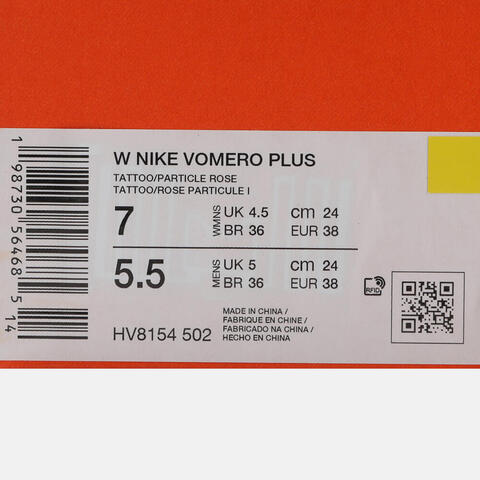 W NIKE VOMERO PLUS
TATTOO/PARTICLE ROSE
TATTOO/ROSE PARTICULE I
7 WMNS UK 4.5 cm 24
BR 36 EUR 38
5.5 MENS UK 5 cm 24
BR 36 EUR 38
HV8154 502
MADE IN CHINA /
FABRIQUE EN CHINE /
FABRICADO NA CHINA /
HECHO EN CHINA
RFID
1 98730 56468 5 14